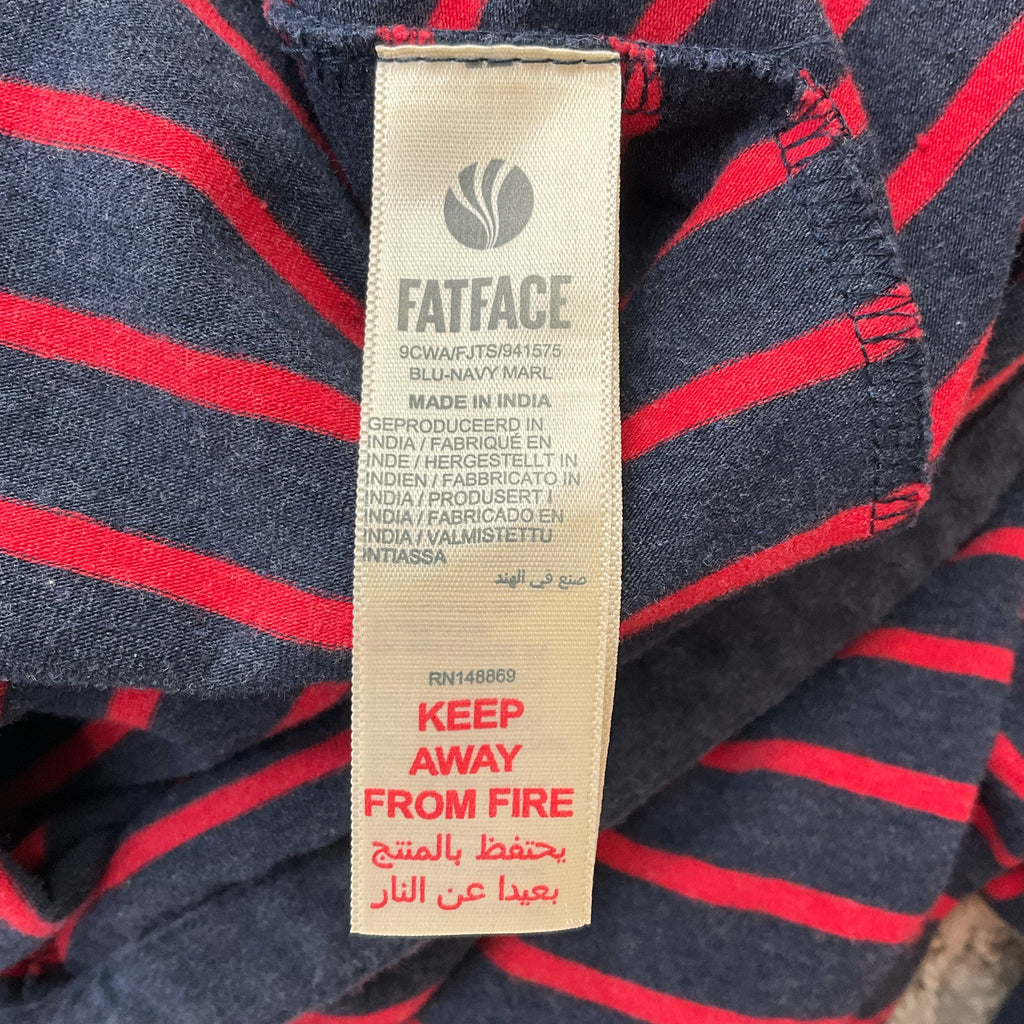 FATFACE
9CWA/FJTS/941575
BLU-NAVY MARL
MADE IN INDIA
GEPRODUCEERD IN
INDIA / FABRIQUÉ EN
INDE / HERGESTELLT IN
INDIEN / FABBRICATO IN
INDIA / PRODUSERT I
INDIA / FABRICADO EN
INDIA / VALMISTETTU
INTIASSA
صنع في الهند
RN148869
KEEP
AWAY
FROM FIRE
يحتفظ بالمنتج
بعيدا عن النار